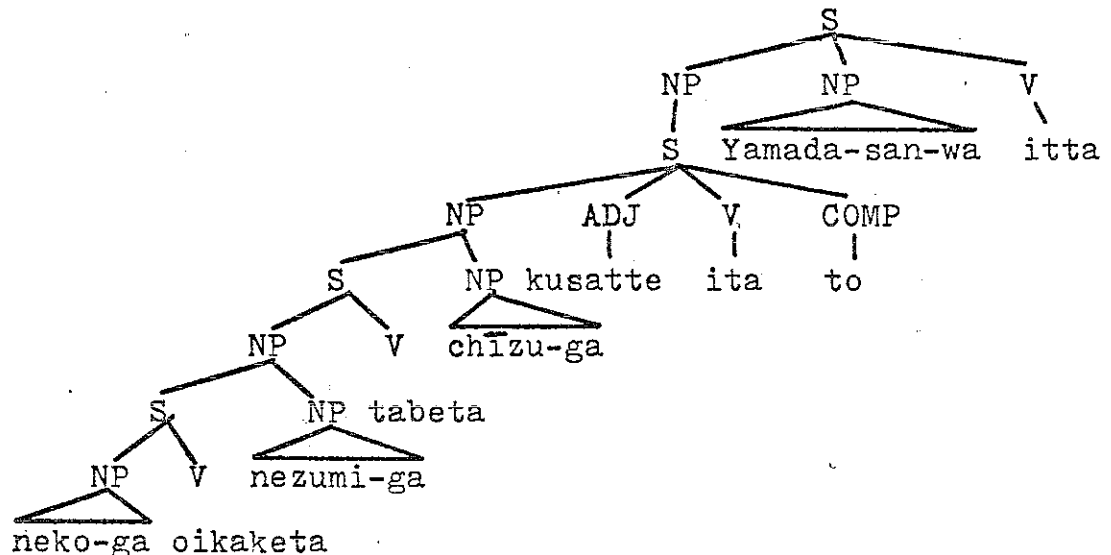 S
NP NP V
S Yamada-san-wa itta
NP ADJ V COMP
S NP kusatte ita to
NP V chīzu-ga
S NP tabeta
NP V nezumi-ga
neko-ga oikaketa